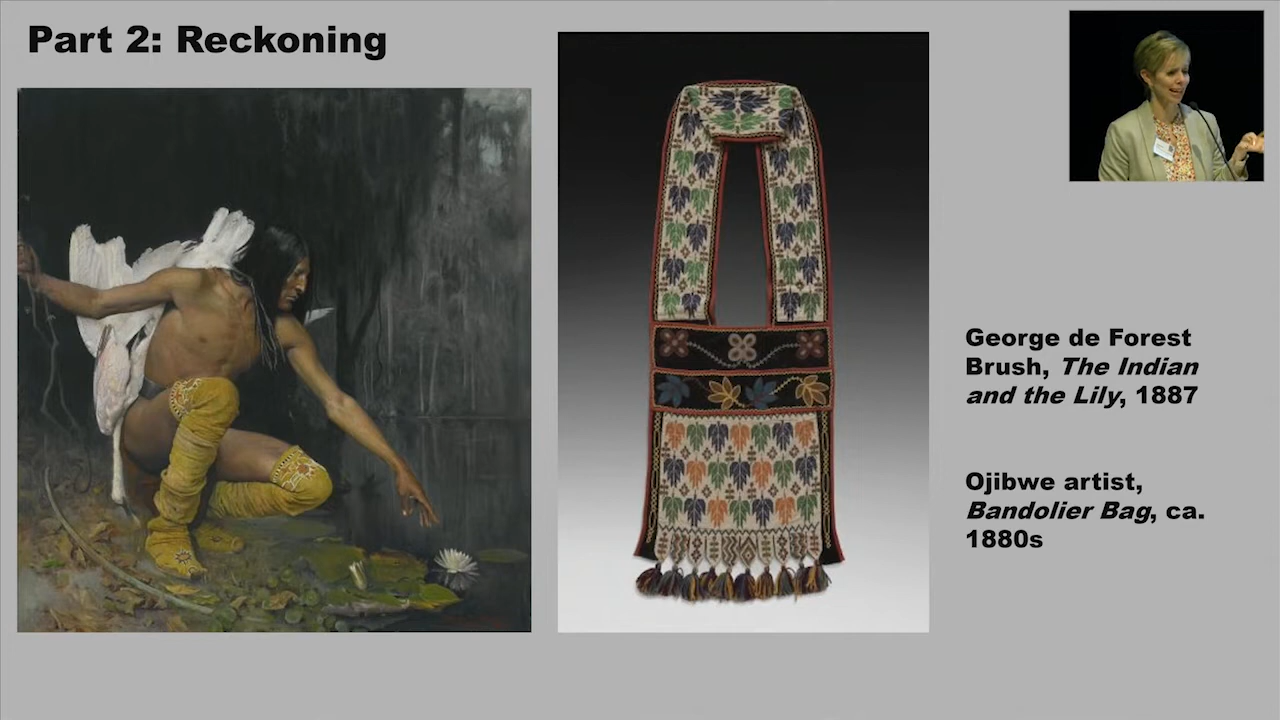 Part 2: Reckoning
George de Forest
Brush, The Indian
and the Lily, 1887
Ojibwe artist,
Bandolier Bag, ca.
1880s